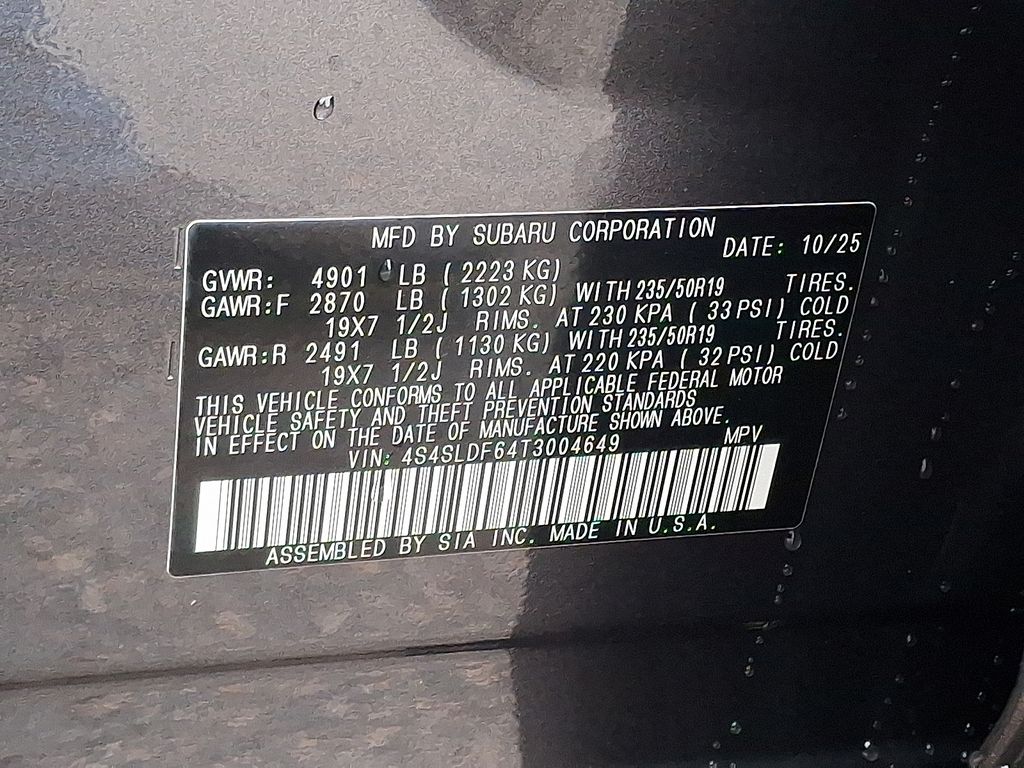 MFD BY SUBARU CORPORATION
DATE: 10/25
GVWR: 4901 LB ( 2223 KG)
GAWR:F 2870 LB ( 1302 KG) WITH 235/50R19 TIRES.
19X7 1/2J RIMS. AT 230 KPA ( 33 PSI) COLD
GAWR:R 2491 LB ( 1130 KG) WITH 235/50R19 TIRES.
19X7 1/2J RIMS. AT 220 KPA ( 32 PSI) COLD
THIS VEHICLE CONFORMS TO ALL APPLICABLE FEDERAL MOTOR
VEHICLE SAFETY AND THEFT PREVENTION STANDARDS
IN EFFECT ON THE DATE OF MANUFACTURE SHOWN ABOVE.
VIN: 4S4SLDF64T3004649 MPV
ASSEMBLED BY SIA INC. MADE IN U.S.A.